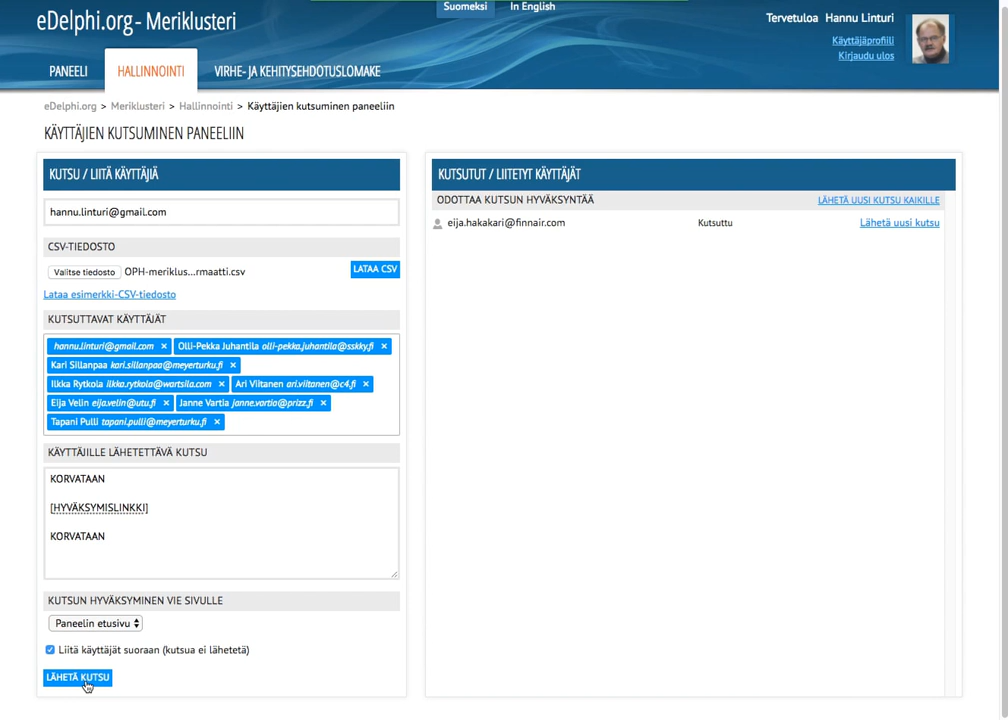 eDelphi.org - Meriklusteri
Suomeksi
In English
Tervetuloa Hannu Linturi
Käyttäjäprofiili
Kirjaudu ulos
PANEELI
HALLINNOINTI
VIRHE- JA KEHITYSEHDOTUSLOMAKE
eDelphi.org > Meriklusteri > Hallinnointi > Käyttäjien kutsuminen paneeliin
KÄYTTÄJIEN KUTSUMINEN PANEELIIN
KUTSU / LIITÄ KÄYTTÄJIÄ
hannu.linturi@gmail.com
CSV-TIEDOSTO
Valitse tiedosto OPH-meriklus...rmaatti.csv
LATAA CSV
Lataa esimerkki-CSV-tiedosto
KUTSUTTAVAT KÄYTTÄJÄT
hannu.linturi@gmail.com × Olli-Pekka Juhantila olli-pekka.juhantila@sskky.fi ×
Kari Sillanpaa kari.sillanpaa@meyerturku.fi ×
Ilkka Rytkola ilkka.rytkola@wartsila.com × Ari Viitanen ari.viitanen@c4.fi ×
Eija Velin eija.velin@utu.fi × Janne Vartia janne.vartia@prizz.fi ×
Tapani Pulli tapani.pulli@meyerturku.fi ×
KÄYTTÄJILLE LÄHETETTÄVÄ KUTSU
KORVATAAN
[HYVÄKSYMISLINKKI]
KORVATAAN
KUTSUN HYVÄKSYMINEN VIE SIVULLE
Paneelin etusivu
Liitä käyttäjät suoraan (kutsua ei lähetetä)
LÄHETÄ KUTSU
KUTSUTUT / LIITETYT KÄYTTÄJÄT
ODOTTAA KUTSUN HYVÄKSYNTÄÄ
LÄHETÄ UUSI KUTSU KAIKILLE
eija.hakakari@finnair.com
Kutsuttu
Lähetä uusi kutsu